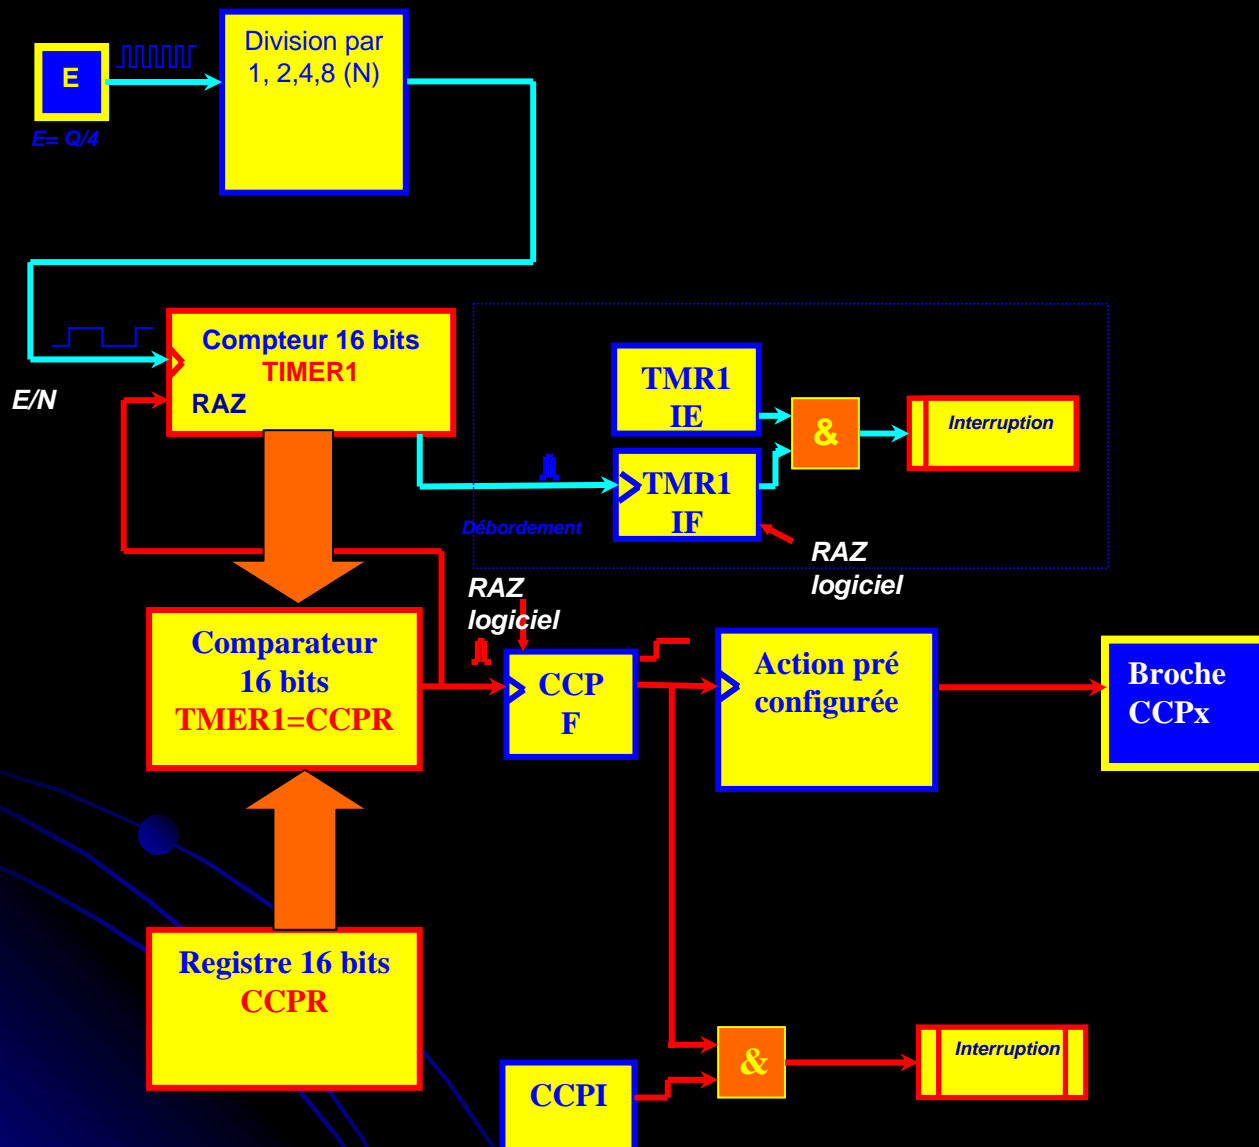 Division par
1, 2,4,8 (N)
E
E= Q/4
Compteur 16 bits
TIMER1
RAZ
E/N
TMR1
IE
&
Interruption
TMR1
IF
Débordement
RAZ
logiciel
RAZ
logiciel
Comparateur
16 bits
TMER1=CCPR
CCP
F
Action pré
configurée
Broche
CCPx
Registre 16 bits
CCPR
&
Interruption
CCPI